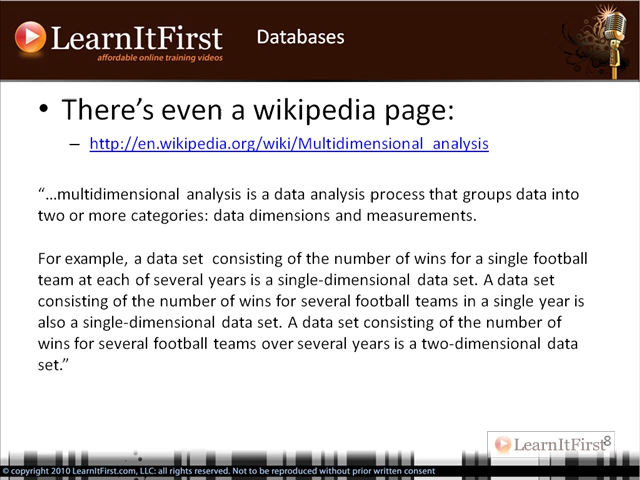 LearnItFirst
affordable online training videos
Databases
• There's even a wikipedia page:
– http://en.wikipedia.org/wiki/Multidimensional_analysis
“...multidimensional analysis is a data analysis process that groups data into
two or more categories: data dimensions and measurements.
For example, a data set consisting of the number of wins for a single football
team at each of several years is a single-dimensional data set. A data set
consisting of the number of wins for several football teams in a single year is
also a single-dimensional data set. A data set consisting of the number of
wins for several football teams over several years is a two-dimensional data
set.”
LearnItFirst
8
© copyright 2010 LearnItFirst.com, LLC: all rights reserved. Not to be reproduced without prior written consent